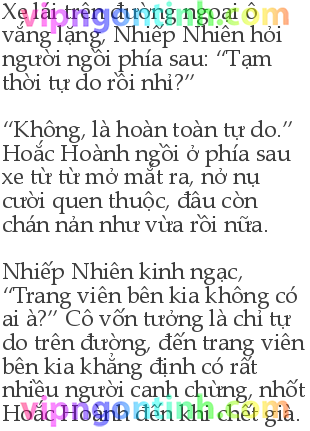 Xe lái trên đường ngoại ô
vắng lặng, Nhiếp Nhiên hỏi
người ngồi phía sau: “Tạm
thời tự do rồi nhỉ?”
“Không, là hoàn toàn tự do.”
Hoắc Hoành ngồi ở phía sau
xe từ từ mở mắt ra, nở nụ
cười quen thuộc, đâu còn
chán nản như vừa rồi nữa.
Nhiếp Nhiên kinh ngạc,
“Trang viên bên kia không có
ai à?” Cô vốn tưởng là chỉ tự
do trên đường, đến trang viên
bên kia khẳng định có rất
nhiều người canh chừng, nhốt
Hoắc Hoành đến khi chết già.
vipngontinh.com
vipngontinh.com